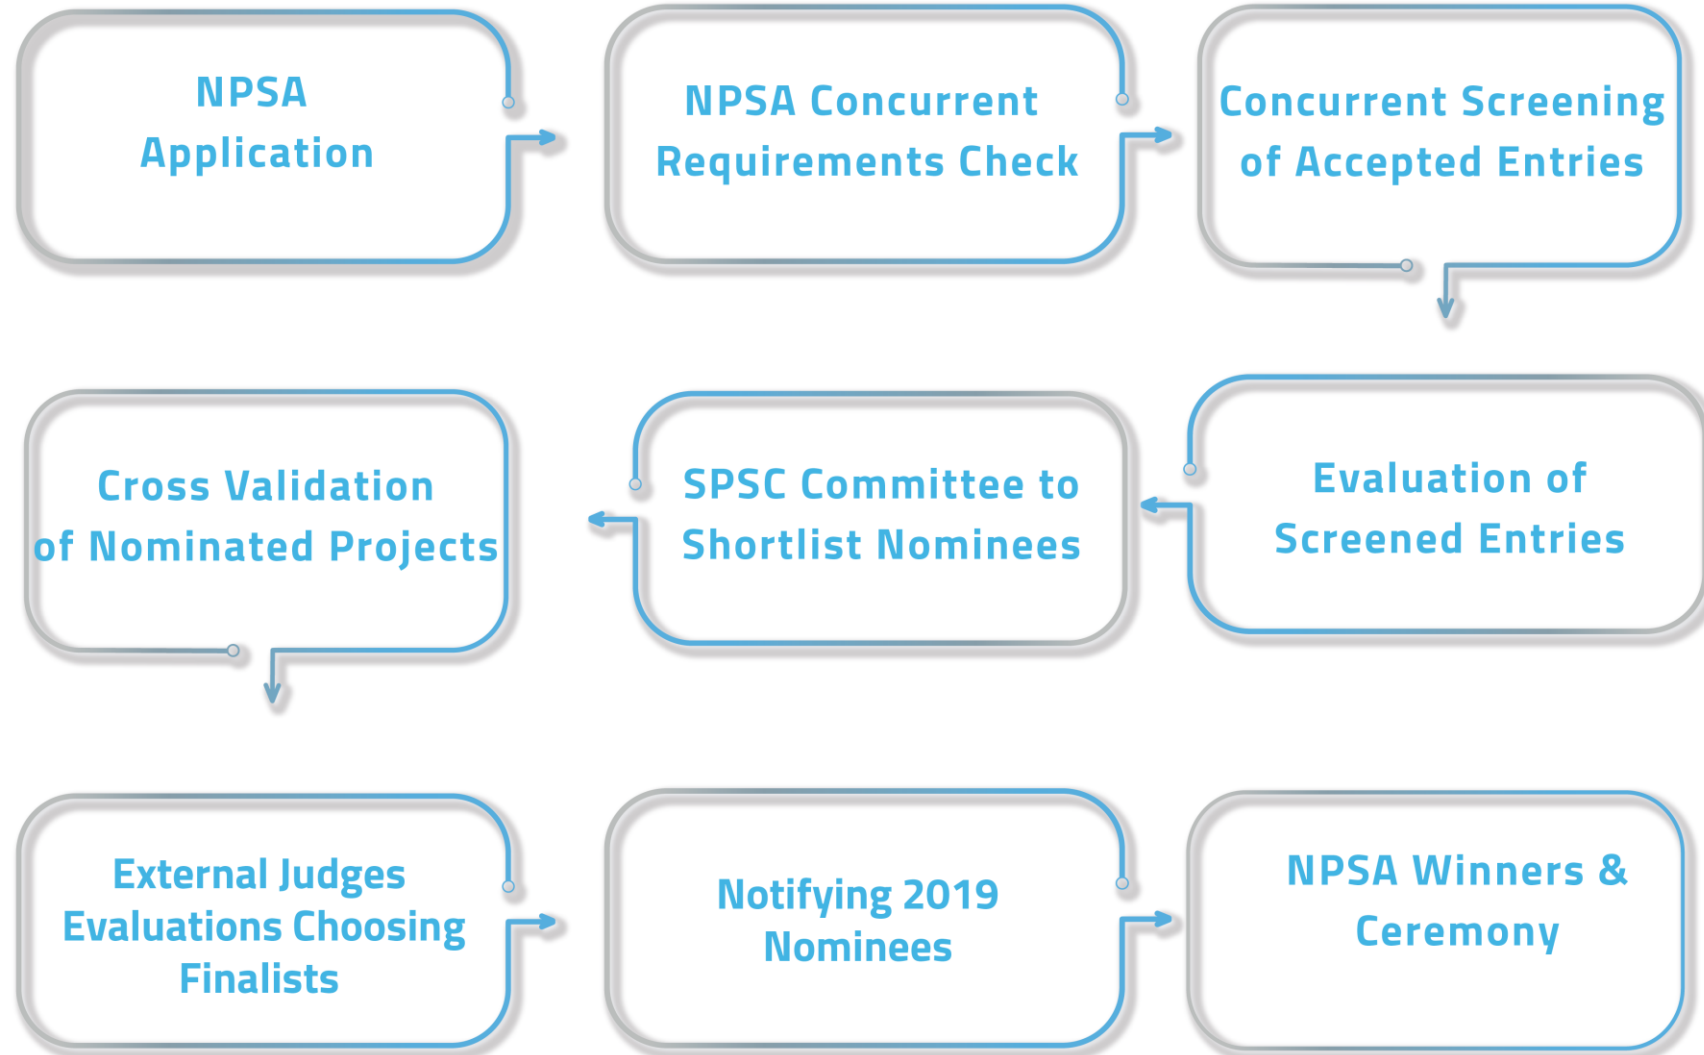 NPSA
Application
NPSA Concurrent
Requirements Check
Concurrent Screening
of Accepted Entries
Evaluation of
Screened Entries
SPSC Committee to
Shortlist Nominees
Cross Validation
of Nominated Projects
External Judges
Evaluations Choosing
Finalists
Notifying 2019
Nominees
NPSA Winners &
Ceremony